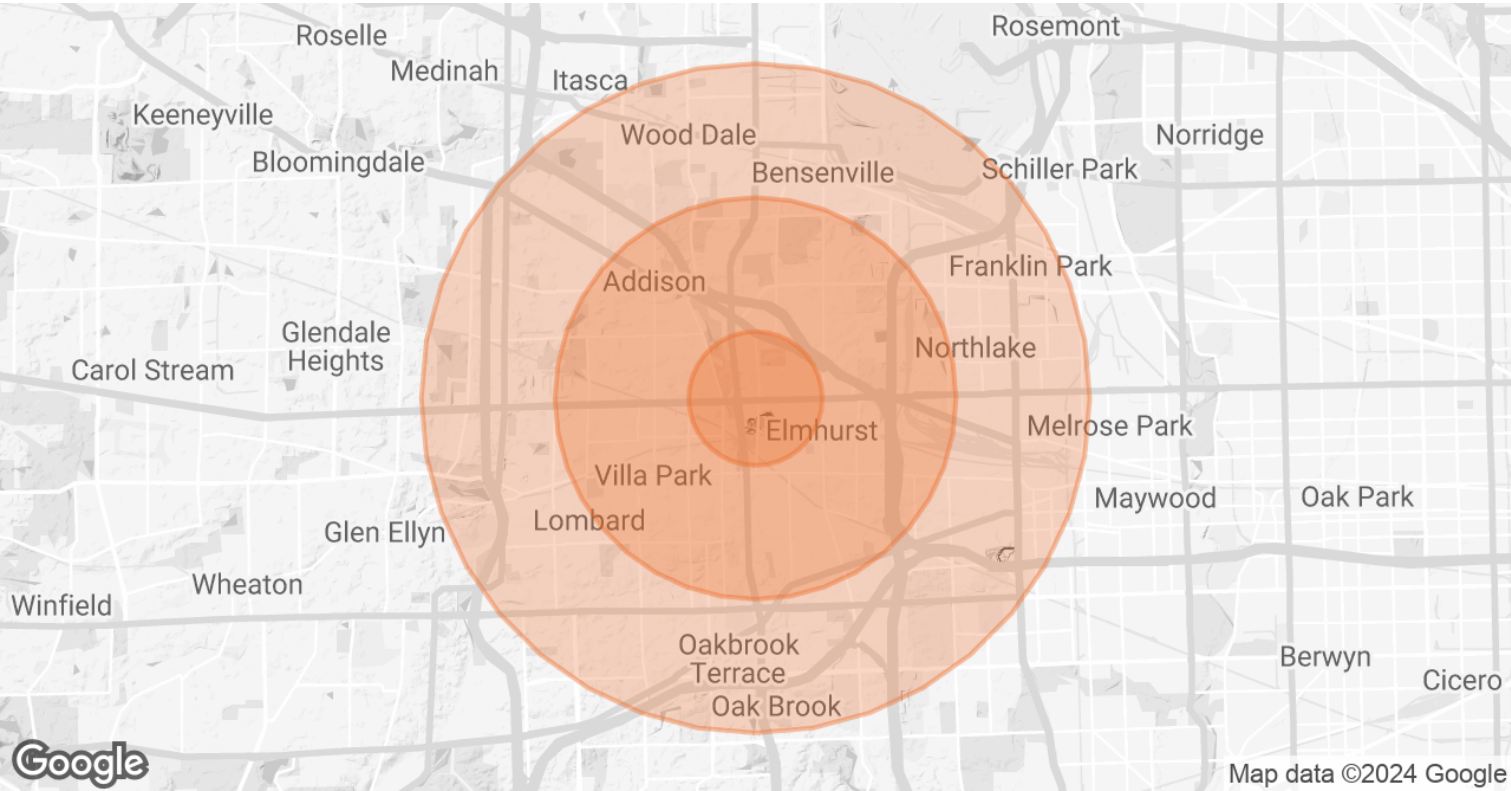 Rosemont
Roselle
Medinah
Itasca
Keeneyville
Wood Dale
Norridge
Bloomingdale
Bensenville
Schiller Park
Franklin Park
Addison
Glendale
Heights
Northlake
Carol Stream
Elmhurst
Melrose Park
Villa Park
Maywood
Oak Park
Lombard
Glen Ellyn
Wheaton
Winfield
Oakbrook
Terrace
Berwyn
Cicero
Oak Brook
Google
Map data ©2024 Google